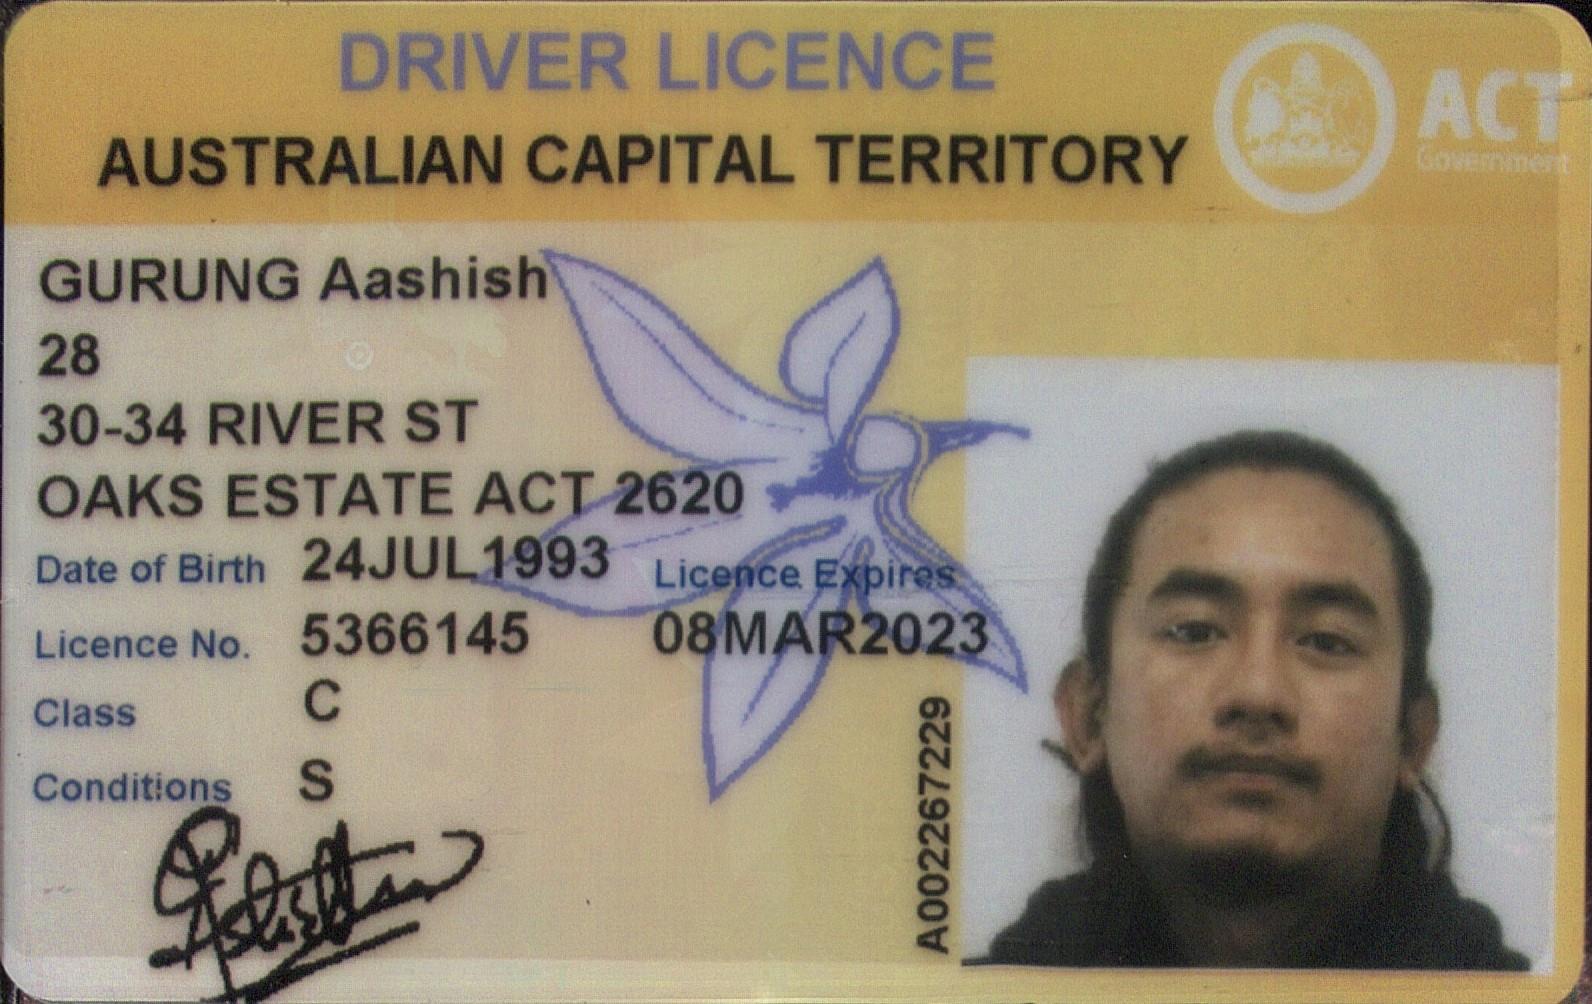 DRIVER LICENCE
AUSTRALIAN CAPITAL TERRITORY
ACT
Government
GURUNG Aashish
28
30-34 RIVER ST
OAKS ESTATE ACT 2620
Date of Birth 24JUL1993 Licence Expires
Licence No. 5366145 08MAR2023
Class C
Conditions S
A002267229